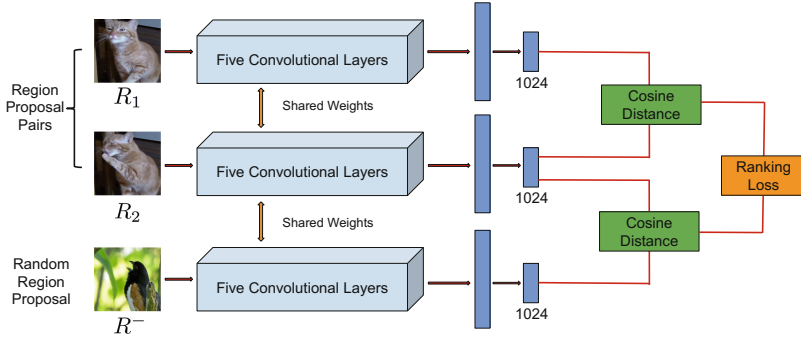 Five Convolutional Layers
1024
Region
Proposal
Pairs
R₁
Shared Weights
Cosine
Distance
Five Convolutional Layers
1024
Ranking
Loss
R₂
Shared Weights
Cosine
Distance
Random
Region
Proposal
Five Convolutional Layers
1024
R⁻